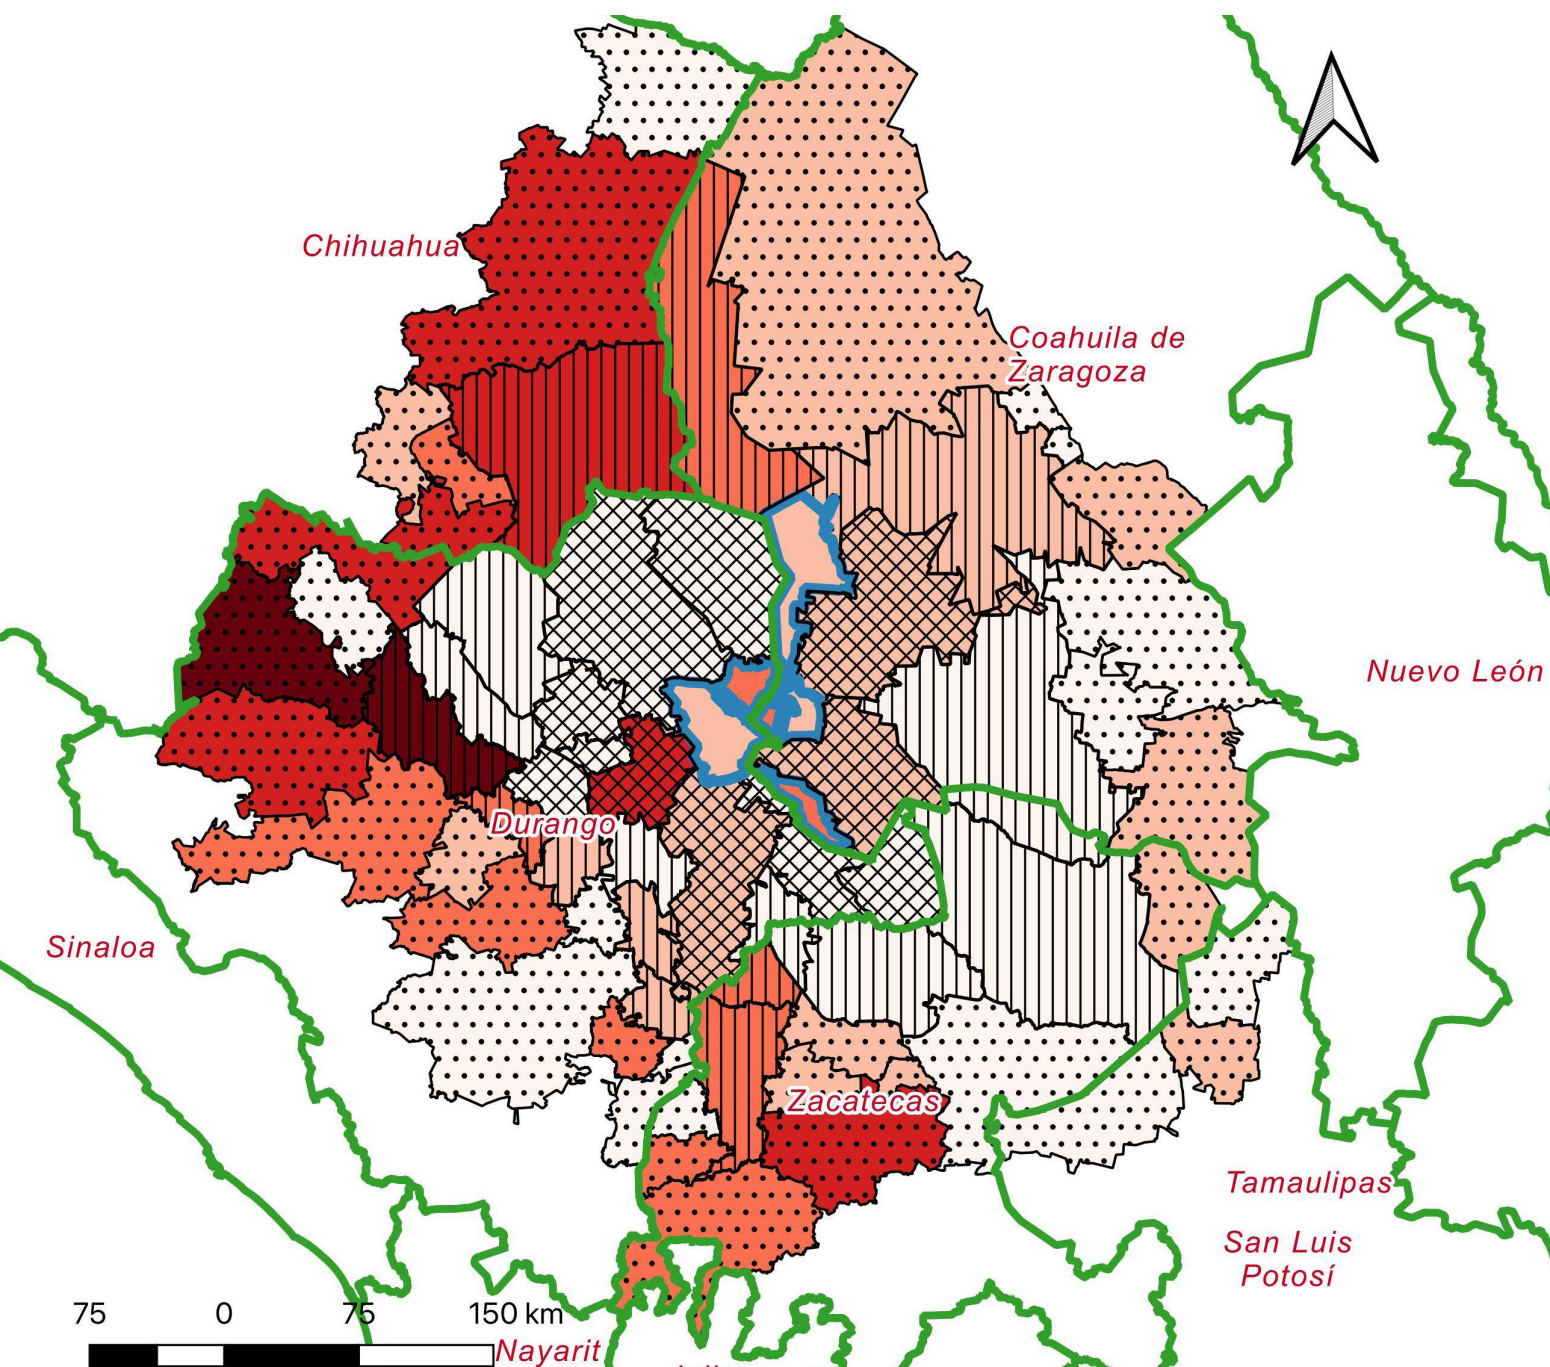 Chihuahua
Coahuila de
Zaragoza
Nuevo León
Durango
Sinaloa
Zacatecas
Tamaulipas
San Luis
Potosí
75 0 75 150 km
Nayarit